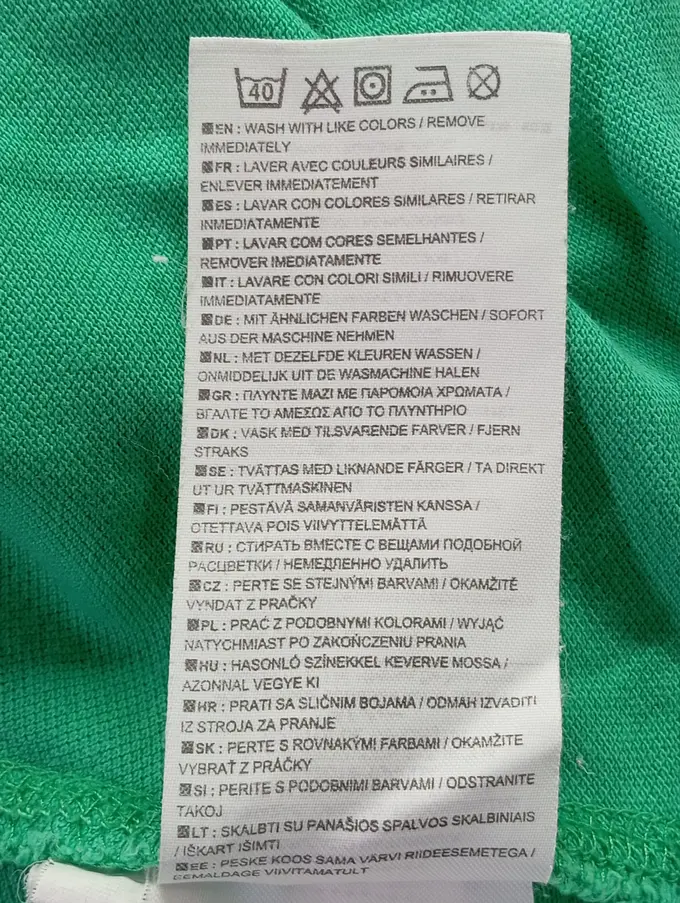 40
EN : WASH WITH LIKE COLORS / REMOVE
IMMEDIATELY
FR : LAVER AVEC COULEURS SIMILAIRES /
ENLEVER IMMEDIATEMENT
ES : LAVAR CON COLORES SIMILARES / RETIRAR
INMEDIATAMENTE
PT : LAVAR COM CORES SEMELHANTES /
REMOVER IMEDIATAMENTE
IT : LAVARE CON COLORI SIMILI / RIMUOVERE
IMMEDIATAMENTE
DE : MIT ÄHNLICHEN FARBEN WASCHEN / SOFORT
AUS DER MASCHINE NEHMEN
NL : MET DEZELFDE KLEUREN WASSEN /
ONMIDDELIJK UIT DE WASMACHINE HALEN
GR : ΠΛΥΝΤΕ ΜΑΖΙ ΜΕ ΠΑΡΟΜΟΙΑ ΧΡΩΜΑΤΑ /
ΒΓΑΛΤΕ ΤΟ ΑΜΕΣΩΣ ΑΠΟ ΤΟ ΠΛΥΝΤΗΡΙΟ
DK : VASK MED TILSVARENDE FARVER / FJERN
STRAKS
SE : TVÄTTAS MED LIKNANDE FÄRGER / TA DIREKT
UT UR TVÄTTMASKINEN
FI : PESTÄVÄ SAMANVÄRISTEN KANSSA /
OTETTAVA POIS VIIVYTTELEMÄTTÄ
RU : СТИРАТЬ ВМЕСТЕ С ВЕЩАМИ ПОДОБНОЙ
РАСЦВЕТКИ / НЕМЕДЛЕННО УДАЛИТЬ
CZ : PERTE SE STEJNÝMI BARVAMI / OKAMŽITĚ
VYNDAT Z PRAČKY
PL : PRAĆ Z PODOBNYMI KOLORAMI / WYJĄĆ
NATYCHMIAST PO ZAKOŃCZENIU PRANIA
HU : HASONLÓ SZÍNEKKEL KEVERVE MOSSA /
AZONNAL VEGYE KI
HR : PRATI SA SLIČNIM BOJAMA / ODMAH IZVADITI
IZ STROJA ZA PRANJE
SK : PERTE S ROVNAKÝMI FARBAMI / OKAMŽITE
VYBRAŤ Z PRÁČKY
SI : PERITE S PODOBNIMI BARVAMI / ODSTRANITE
TAKOJ
LT : SKALBTI SU PANAŠIOS SPALVOS SKALBINIAIS
/ IŠKART IŠIMTI
EE : PESKE KOOS SAMA VÄRVI RIIDEESEMETEGA /
EEMALDAGE VIIVITAMATULT